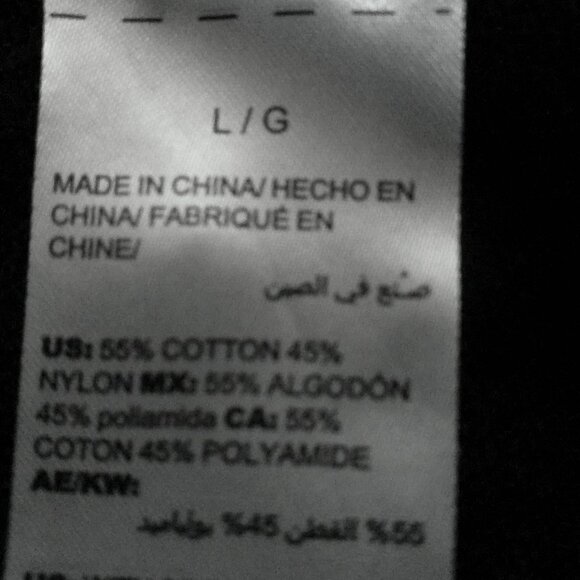 L / G
MADE IN CHINA/ HECHO EN
CHINA/ FABRIQUÉ EN
CHINE/
صنع في الصين
US: 55% COTTON 45%
NYLON MX: 55% ALGODÓN
45% poliamida CA: 55%
COTON 45% POLYAMIDE
AE/KW:
55% القطن 45% بولياميد